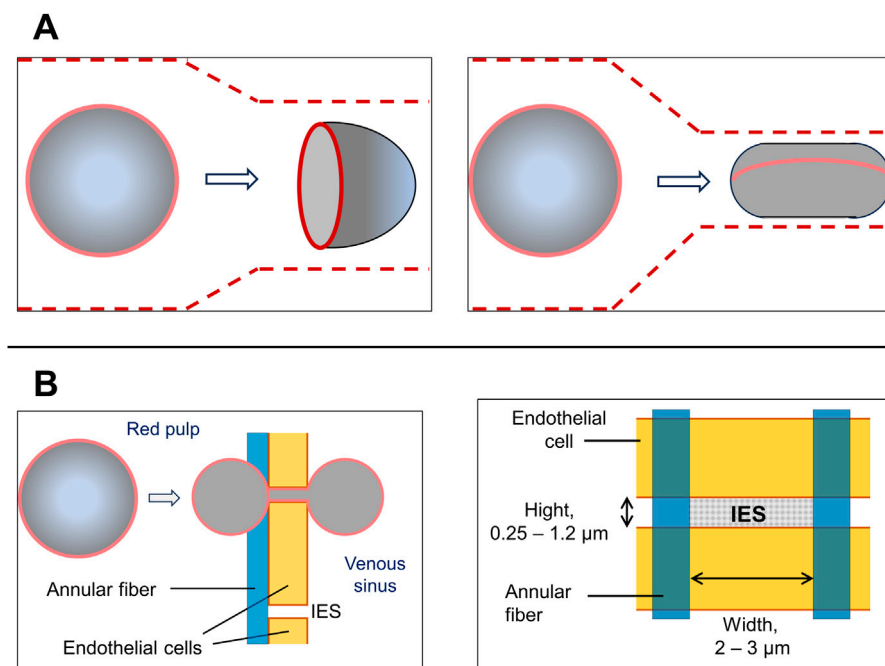 A
B
Red pulp
Venous
sinus
Annular fiber
IES
Endothelial cells
Endothelial
cell
Hight,
0.25 – 1.2 µm
IES
Annular
fiber
Width,
2 – 3 µm